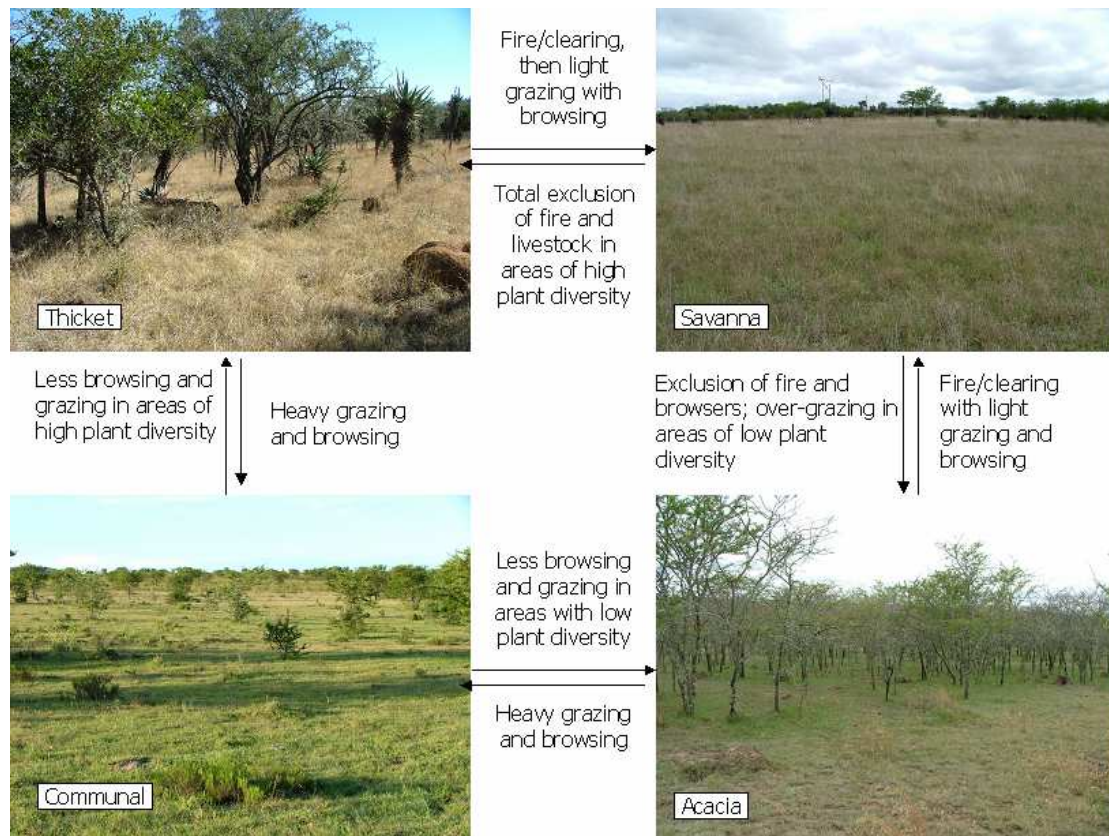 Fire/clearing,
then light
grazing with
browsing
Total exclusion
of fire and
livestock in
areas of high
plant diversity
Thicket
Savanna
Less browsing and
grazing in areas of
high plant diversity
Heavy grazing
and browsing
Exclusion of fire and
browsers; over-grazing in
areas of low plant
diversity
Fire/clearing
with light
grazing and
browsing
Less browsing
and grazing in
areas with low
plant diversity
Heavy grazing
and browsing
Communal
Acacia